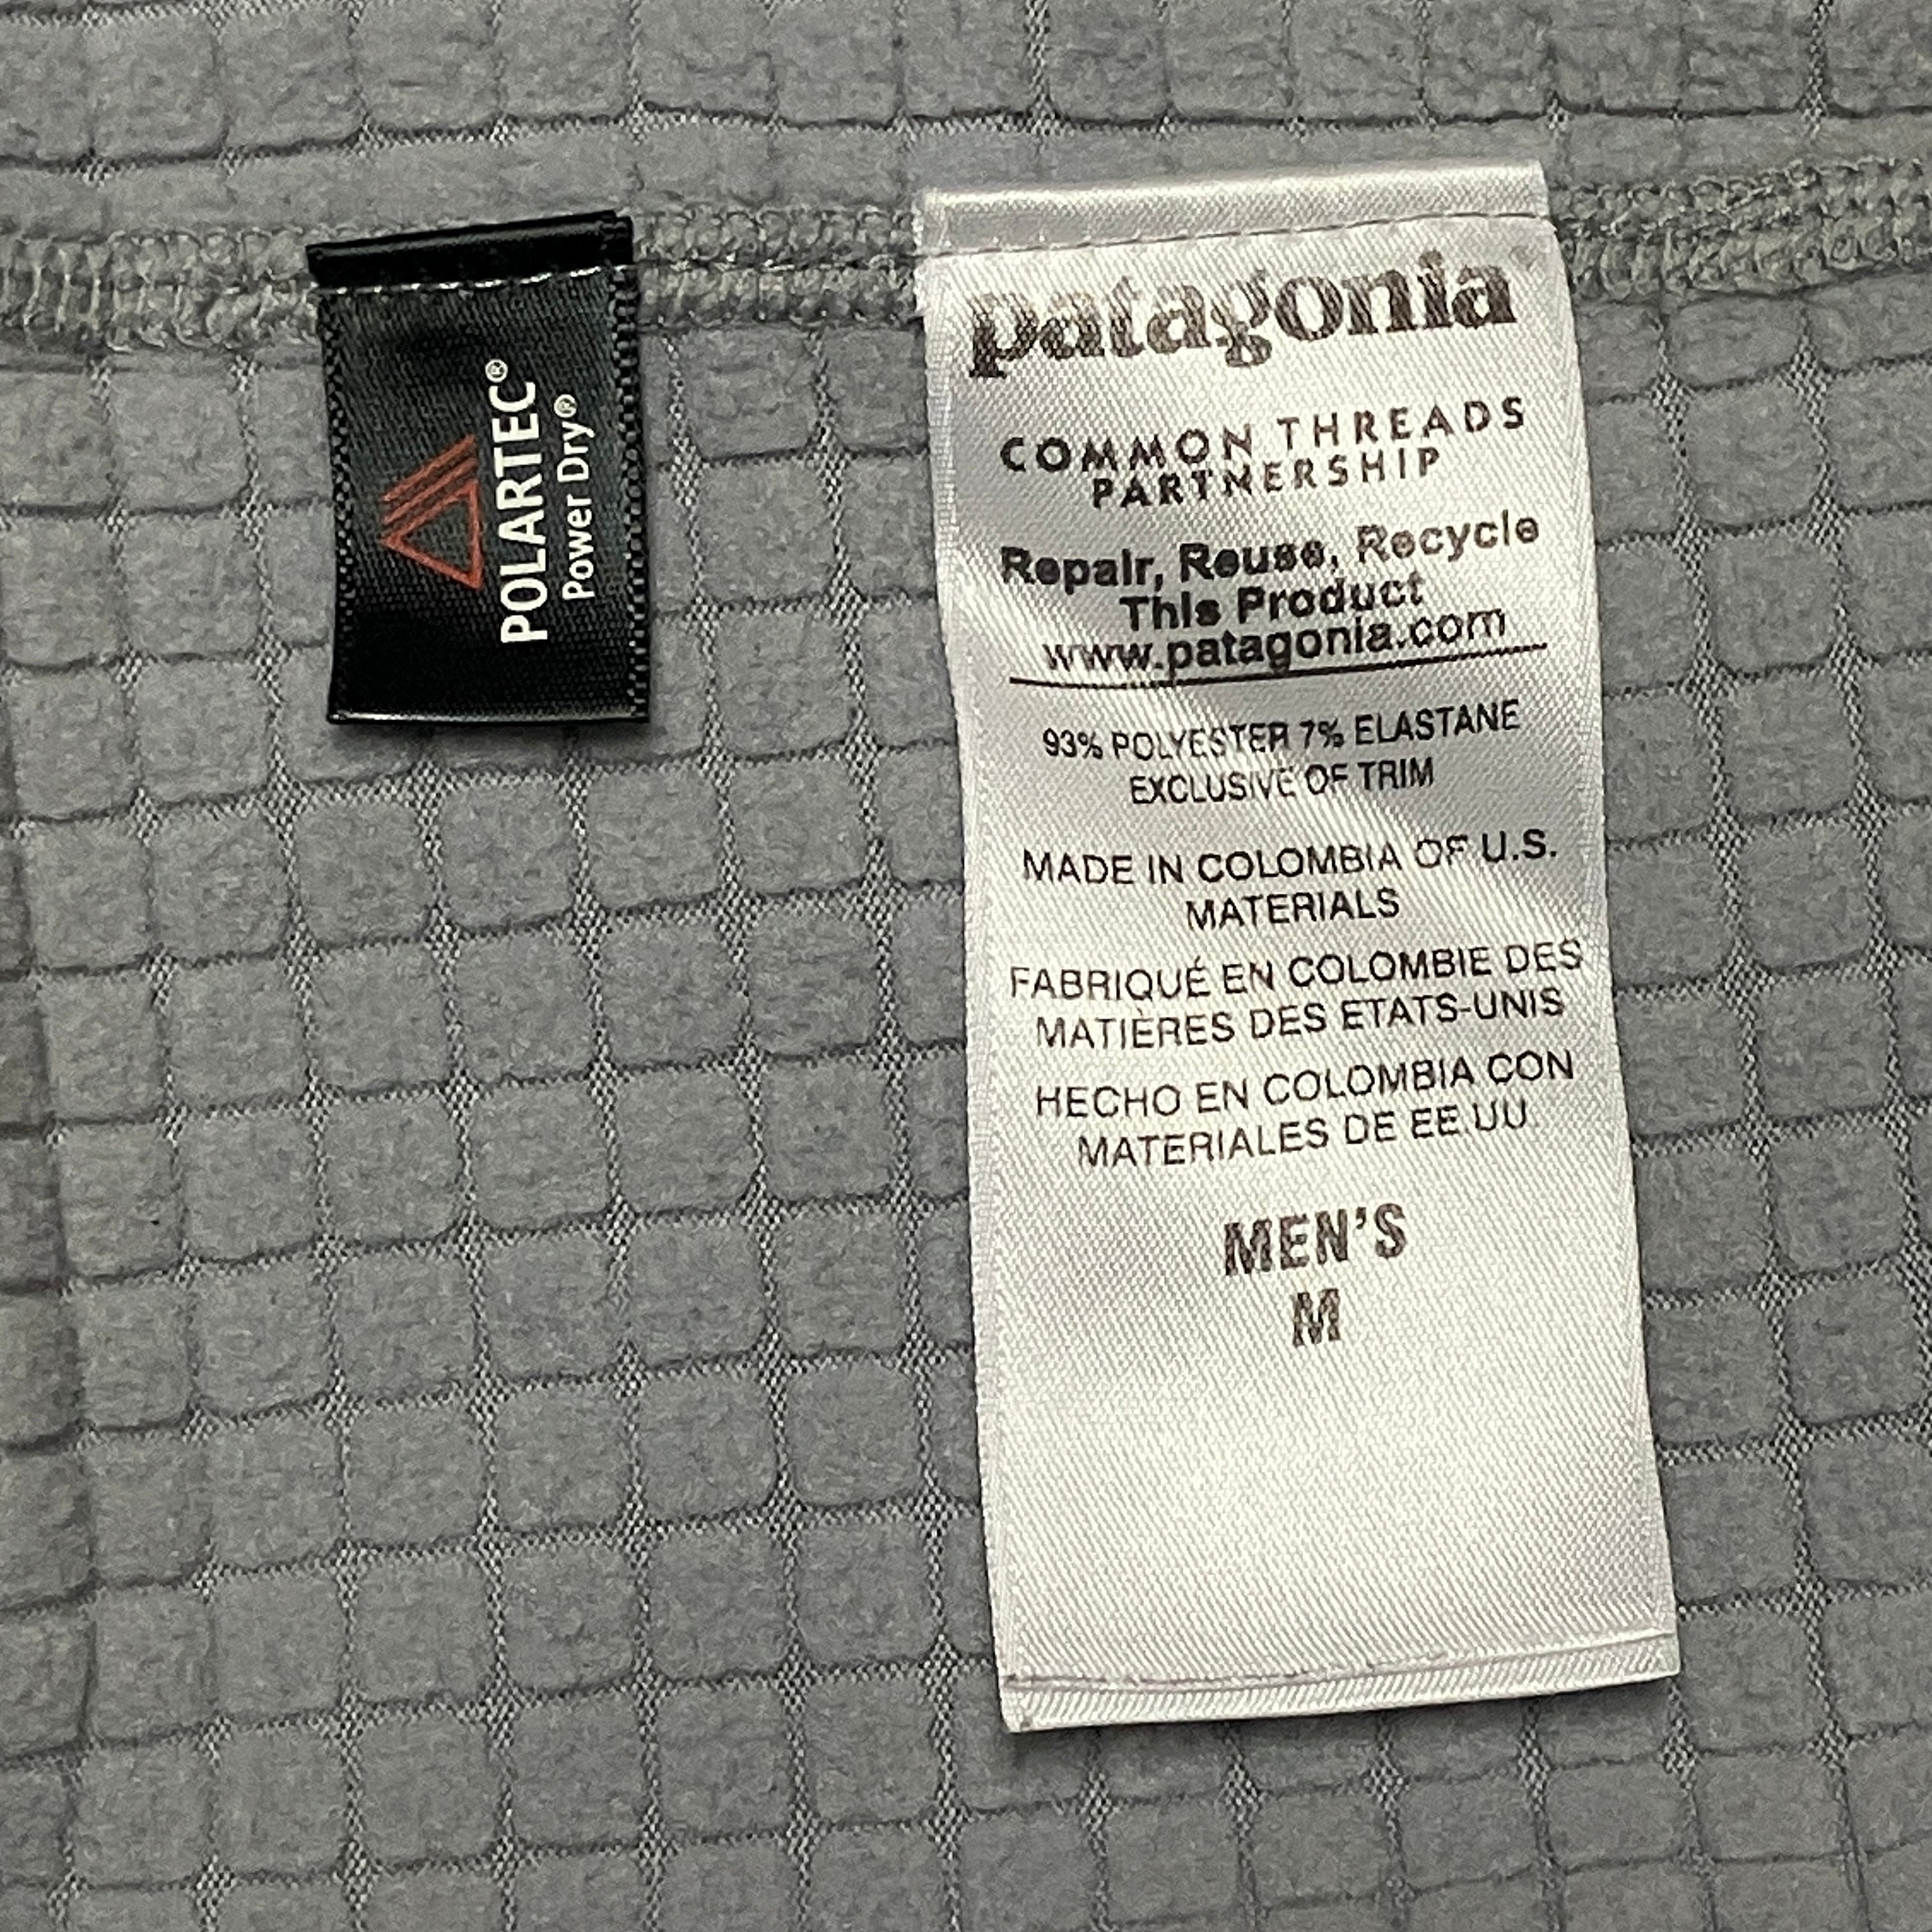 POLARTEC®
Power Dry®
patagonia®
COMMON THREADS
PARTNERSHIP
Repair, Reuse, Recycle
This Product
www.patagonia.com
93% POLYESTER 7% ELASTANE
EXCLUSIVE OF TRIM
MADE IN COLOMBIA OF U.S.
MATERIALS
FABRIQUÉ EN COLOMBIE DES
MATIÈRES DES ETATS-UNIS
HECHO EN COLOMBIA CON
MATERIALES DE EE.UU
MEN'S
M